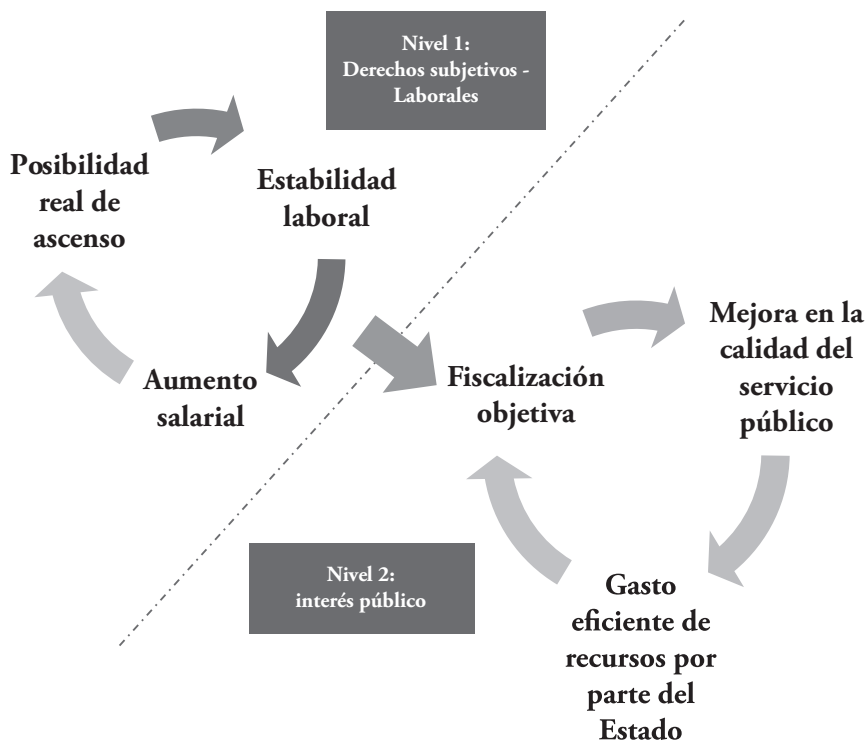 Nivel 1:
Derechos subjetivos -
Laborales
Posibilidad
real de
ascenso
Estabilidad
laboral
Aumento
salarial
Fiscalización
objetiva
Mejora en la
calidad del
servicio
público
Nivel 2:
interés público
Gasto
eficiente de
recursos por
parte del
Estado